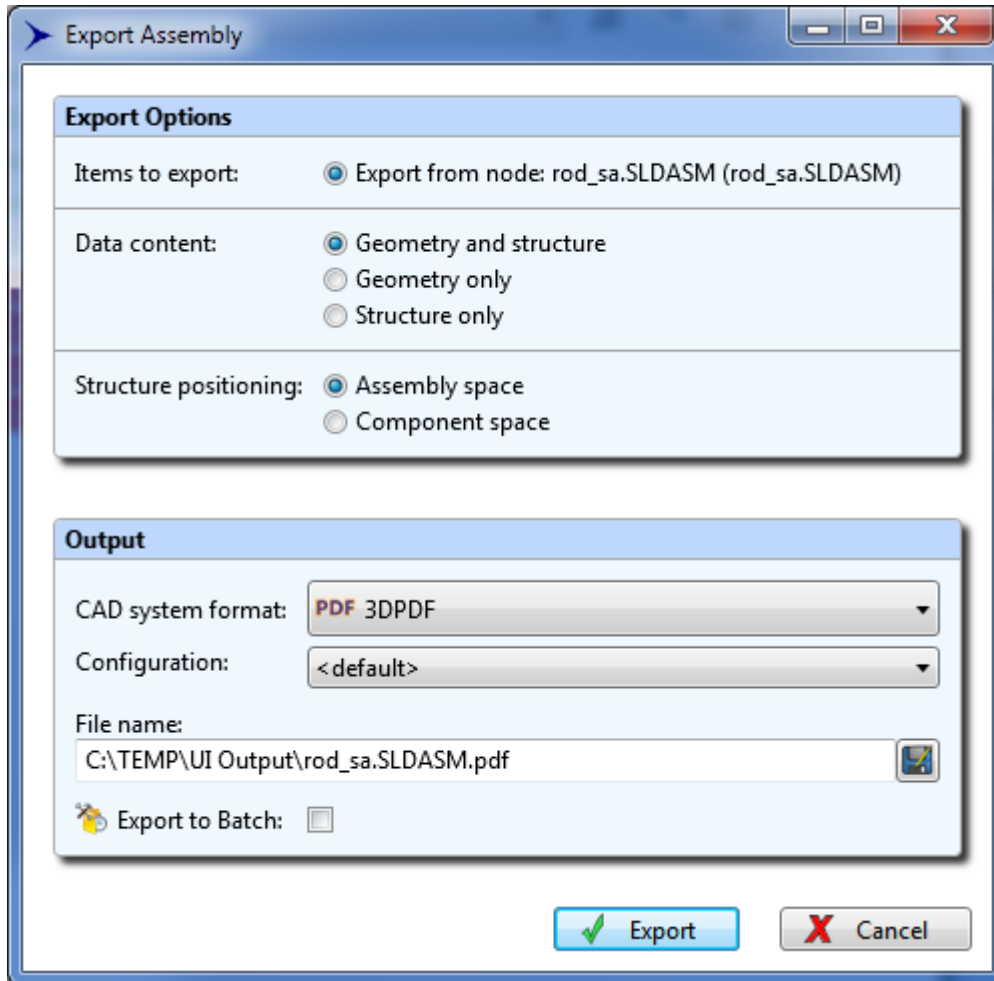 Export Assembly
Export Options
Items to export: Export from node: rod_sa.SLDASM (rod_sa.SLDASM)
Data content: Geometry and structure
Geometry only
Structure only
Structure positioning: Assembly space
Component space
Output
CAD system format: PDF 3DPDF
Configuration: <default>
File name:
C:\TEMP\UI Output\rod_sa.SLDASM.pdf
Export to Batch:
Export Cancel